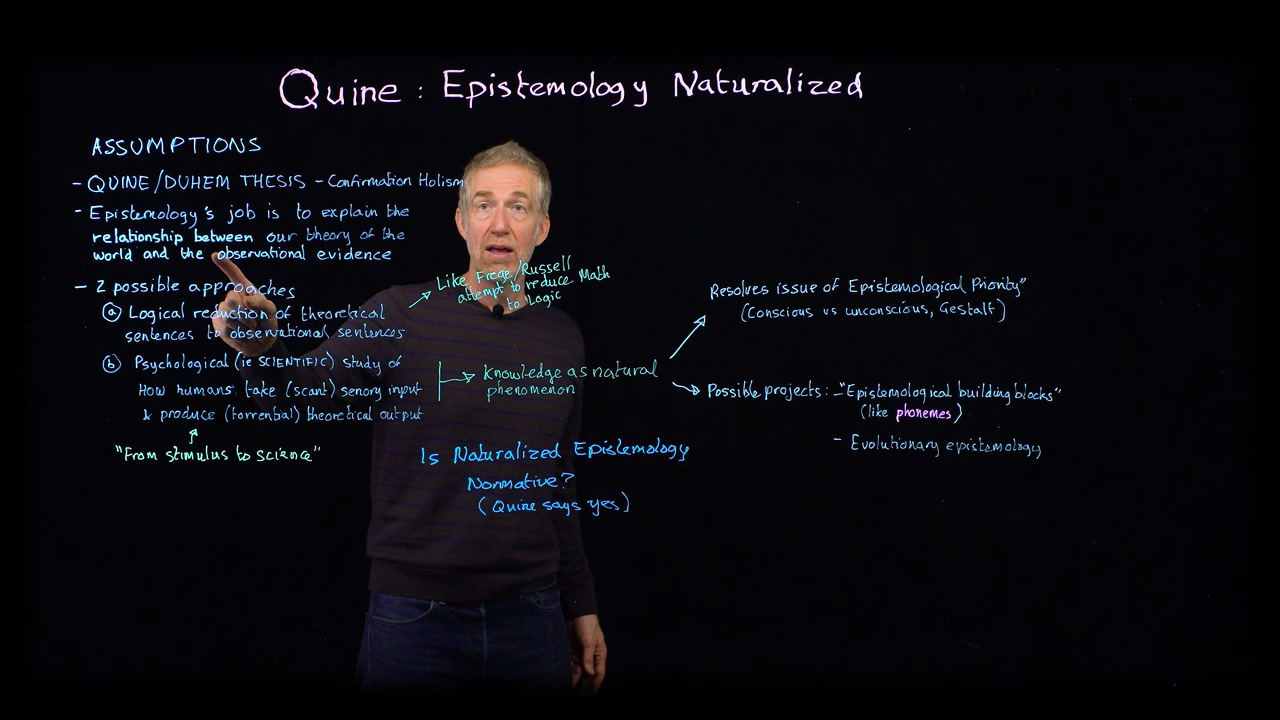 Quine : Epistemology Naturalized
ASSUMPTIONS
- QUINE/DUHEM THESIS - Confirmation Holism
- Epistemology's job is to explain the
relationship between our theory of the
world and the observational evidence
- 2 possible approaches
(a) Logical reduction of theoretical
sentences to observational sentences
Like Frege/Russell
attempt to reduce Math
to Logic
(b) Psychological (ie SCIENTIFIC) study of
How humans take (scant) senory input
& produce (torrential) theoretical output
"From stimulus to science"
Knowledge as natural
phenomenon
Is Naturalized Epistemology
Normative?
(Quine says yes)
Resolves issue of Epistemological Priority"
(Conscious vs unconscious, Gestalt)
Possible projects: - "Epistemological building blocks"
(like phonemes)
- Evolutionary epistemology